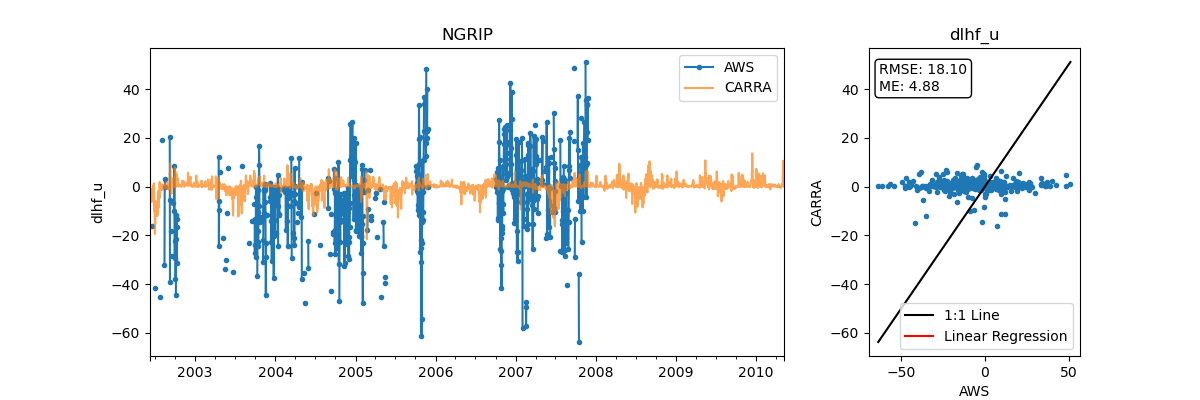 NGRIP
dlhf_u
AWS
CARRA
40
20
0
−20
−40
−60
dlhf_u
2003
2004
2005
2006
2007
2008
2009
2010
dlhf_u
RMSE: 18.10
ME: 4.88
40
20
0
−20
−40
−60
CARRA
1:1 Line
Linear Regression
−50
0
50
AWS